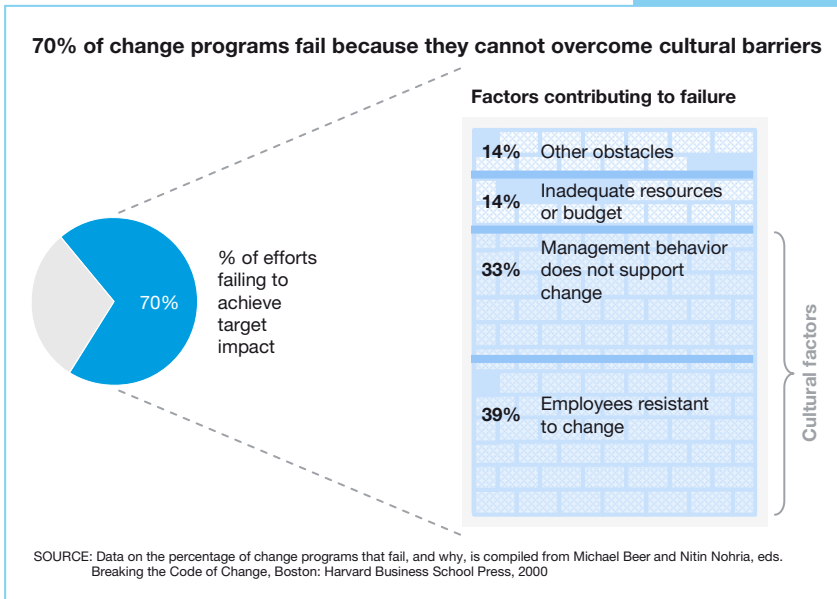 70% of change programs fail because they cannot overcome cultural barriers
Factors contributing to failure
14% Other obstacles
14% Inadequate resources
or budget
33% Management behavior
does not support
change
39% Employees resistant
to change
Cultural factors
70%
% of efforts
failing to
achieve
target
impact
SOURCE: Data on the percentage of change programs that fail, and why, is compiled from Michael Beer and Nitin Nohria, eds.
Breaking the Code of Change, Boston: Harvard Business School Press, 2000